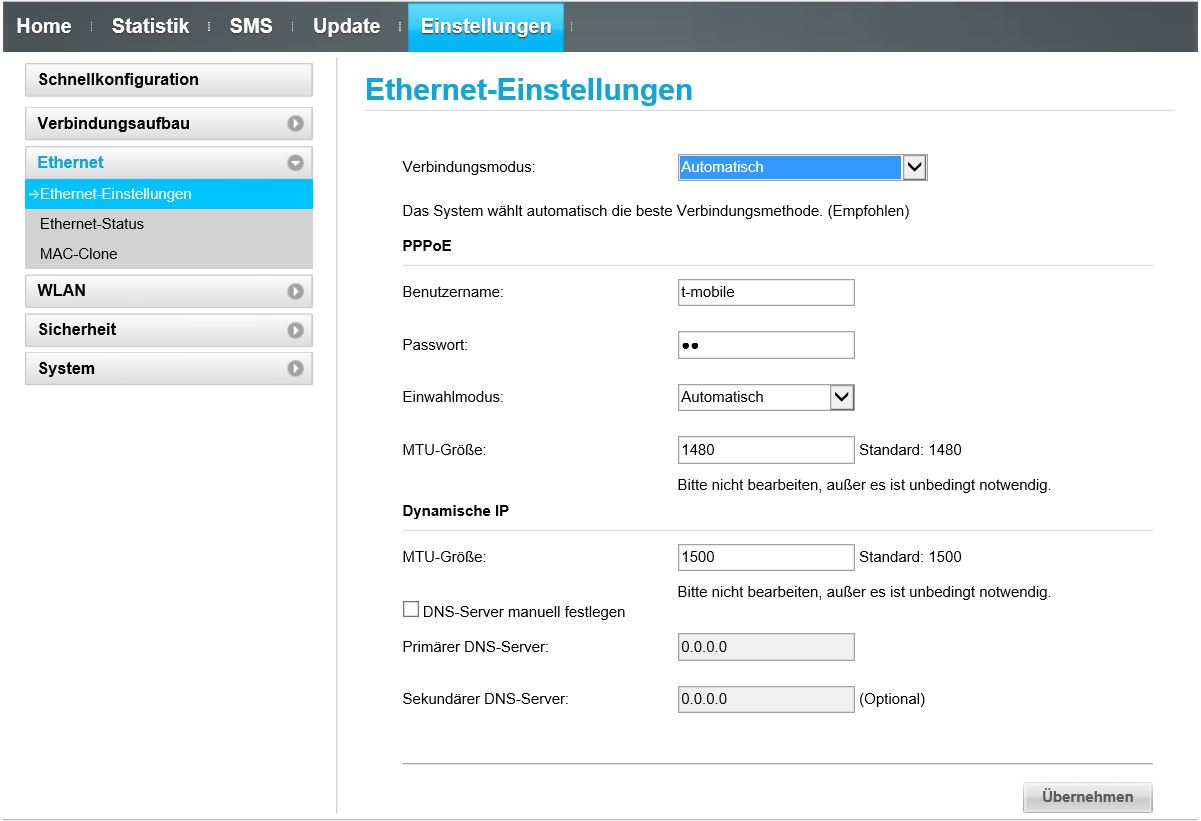 Home Statistik SMS Update Einstellungen
Schnellkonfiguration
Verbindungsaufbau
Ethernet
→Ethernet-Einstellungen
Ethernet-Status
MAC-Clone
WLAN
Sicherheit
System
Ethernet-Einstellungen
Verbindungsmodus: Automatisch
Das System wählt automatisch die beste Verbindungsmethode. (Empfohlen)
PPPoE
Benutzername: t-mobile
Passwort: ●●
Einwahlmodus: Automatisch
MTU-Größe: 1480 Standard: 1480
Bitte nicht bearbeiten, außer es ist unbedingt notwendig.
Dynamische IP
MTU-Größe: 1500 Standard: 1500
Bitte nicht bearbeiten, außer es ist unbedingt notwendig.
DNS-Server manuell festlegen
Primärer DNS-Server: 0.0.0.0
Sekundärer DNS-Server: 0.0.0.0 (Optional)
Übernehmen